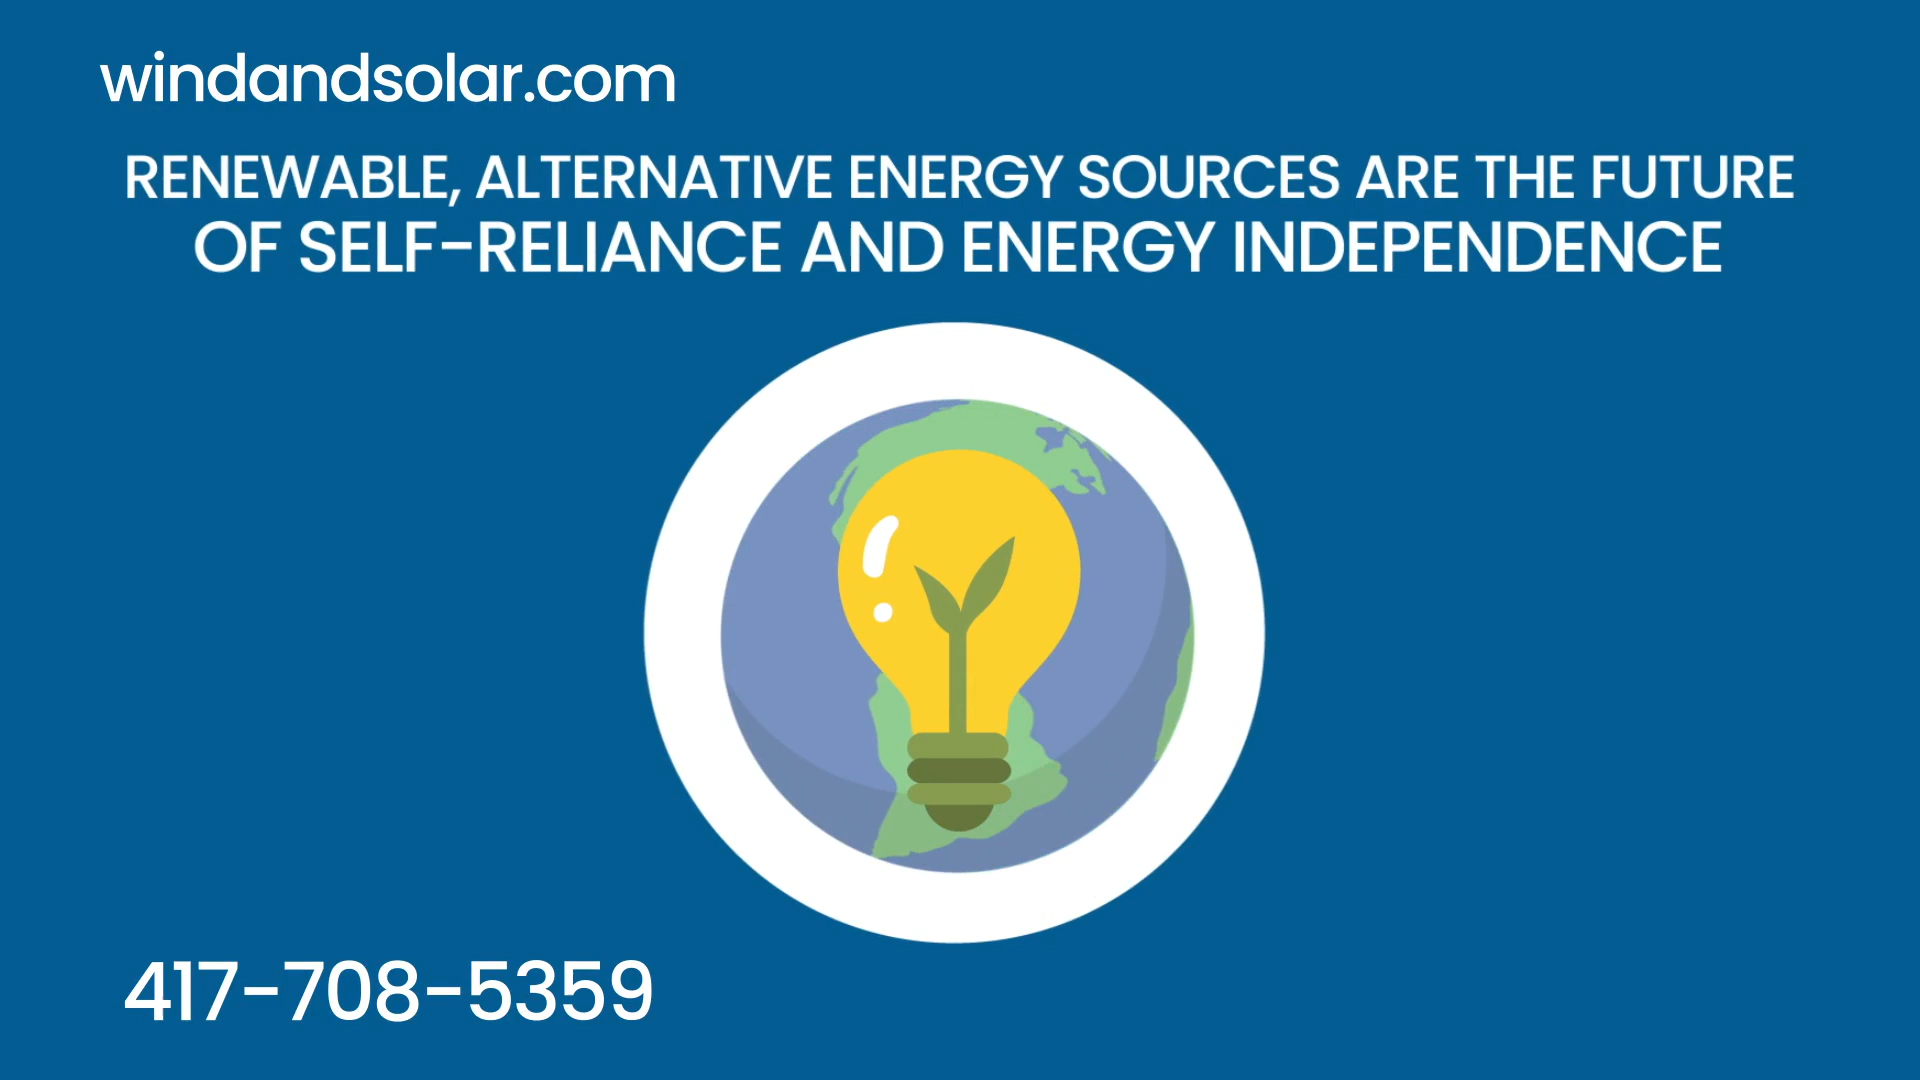 windandsolar.com
RENEWABLE, ALTERNATIVE ENERGY SOURCES ARE THE FUTURE
OF SELF-RELIANCE AND ENERGY INDEPENDENCE
417-708-5359